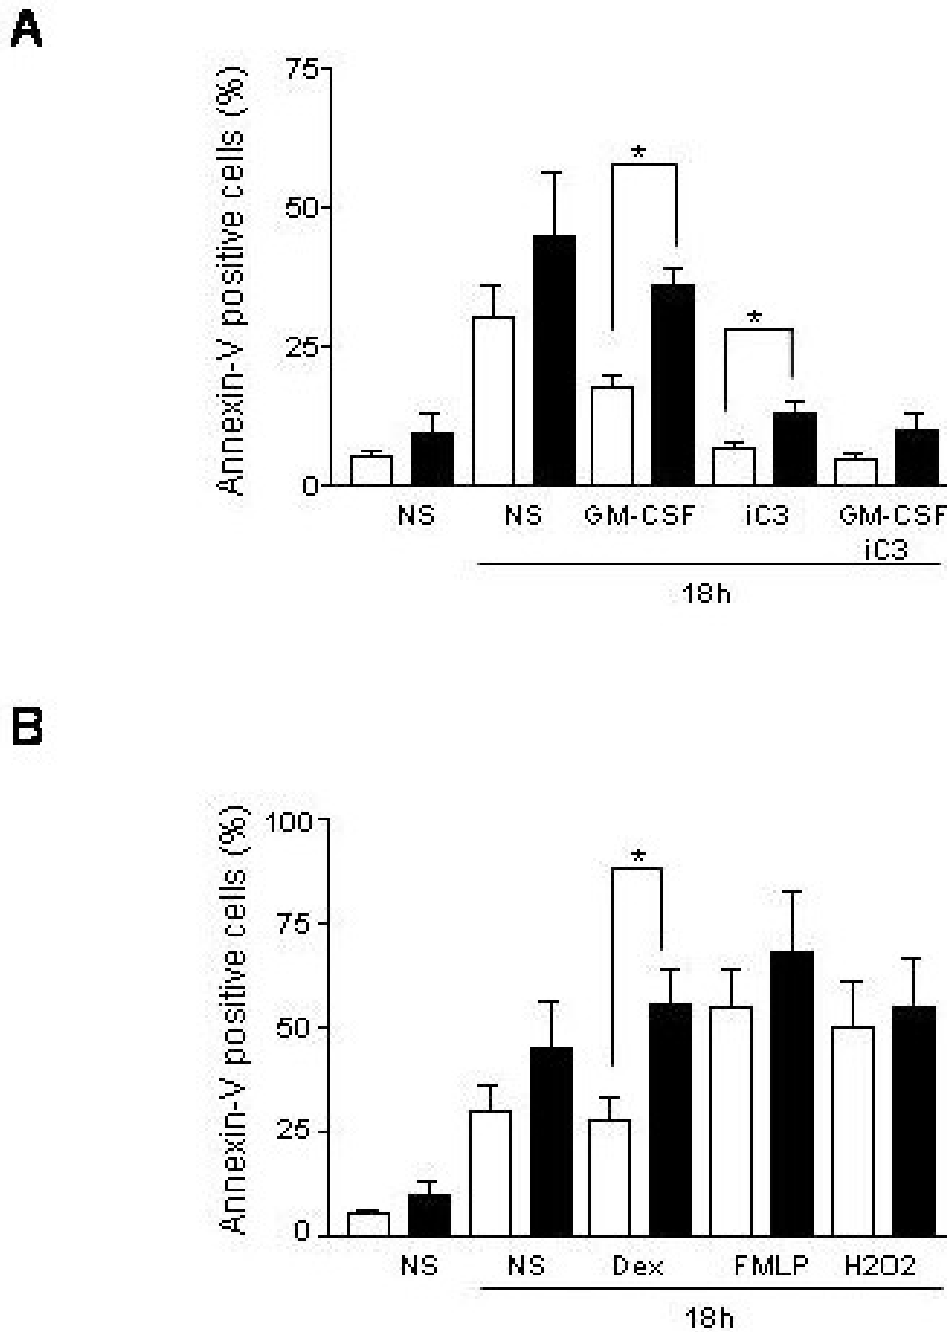 A
Annexin-V positive cells (%)
75
50
25
0
*
*
NS NS GM-CSF iC3 GM-CSF
iC3
18h
B
Annexin-V positive cells (%)
100
75
50
25
0
*
NS NS Dex FMLP H2O2
18h